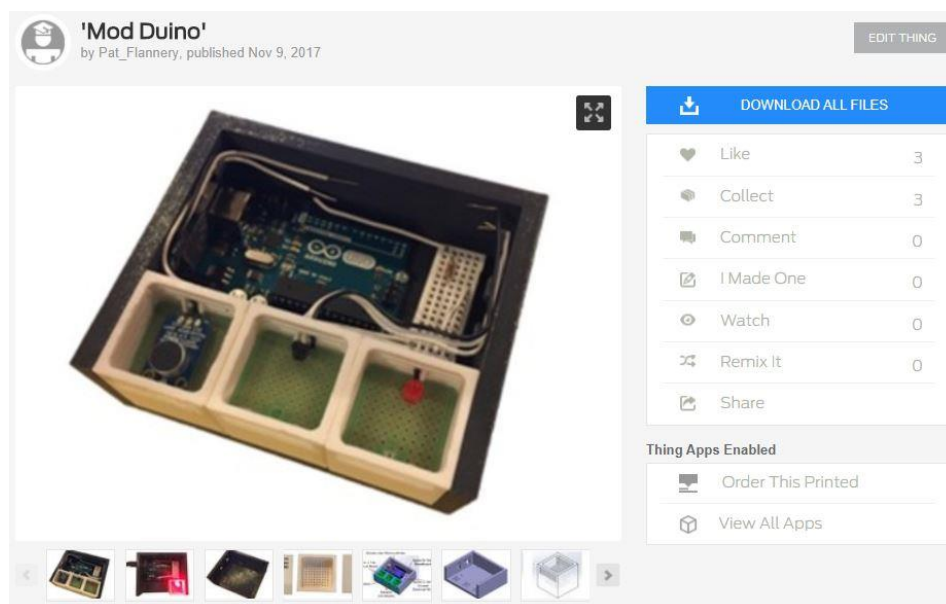 'Mod Duino'
by Pat_Flannery, published Nov 9, 2017
EDIT THING
DOWNLOAD ALL FILES
Like 3
Collect 3
Comment 0
I Made One 0
Watch 0
Remix It 0
Share
Thing Apps Enabled
Order This Printed
View All Apps
ARDUINO